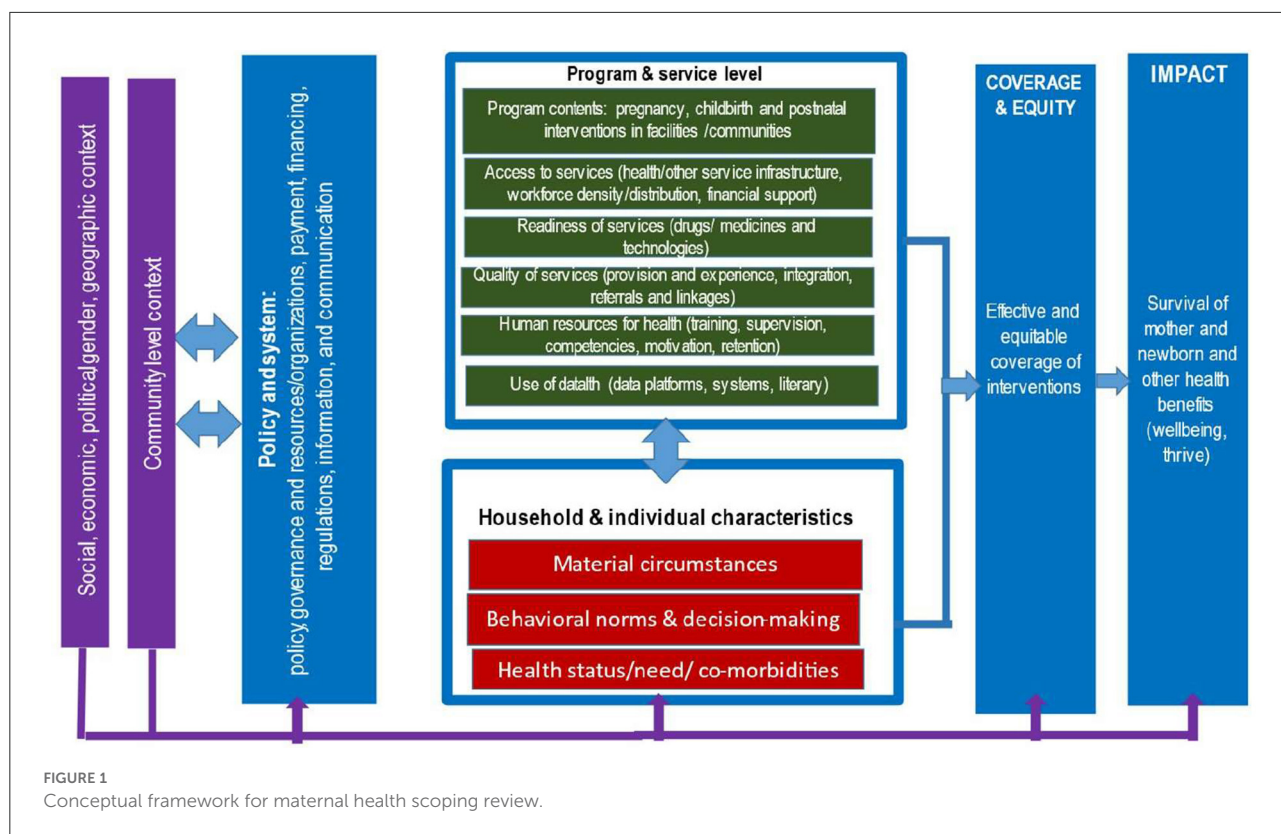 Social, economic, political/gender, geographic context
Community level context
Policy and system:
policy, governance and resources/organizations, payment, financing,
regulations, information, and communication
Program & service level
Program contents: pregnancy, childbirth and postnatal
interventions in facilities /communities
Access to services (health/other service infrastructure,
workforce density/distribution, financial support)
Readiness of services (drugs/ medicines and
technologies)
Quality of services (provision and experience, integration,
referrals and linkages)
Human resources for health (training, supervision,
competencies, motivation, retention)
Use of datalth (data platforms, systems, literary)
Household & individual characteristics
Material circumstances
Behavioral norms & decision-making
Health status/need/ co-morbidities
COVERAGE
& EQUITY
Effective and
equitable
coverage of
interventions
IMPACT
Survival of
mother and
newborn and
other health
benefits
(wellbeing,
thrive)
FIGURE 1
Conceptual framework for maternal health scoping review.